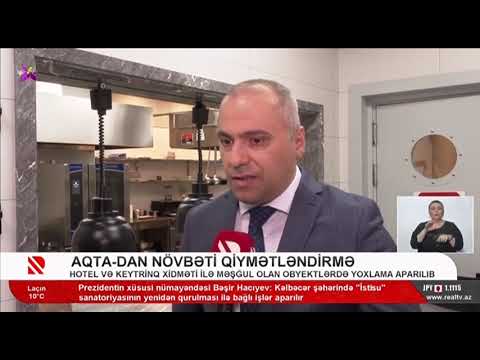 AQTA-DAN NÖVBƏTİ QİYMƏTLƏNDİRMƏ
HOTEL VƏ KEYTRİNQ XİDMƏTİ İLƏ MƏŞĞUL OLAN OBYEKTLƏRDƏ YOXLAMA APARILIB
Laçın
10°C
Prezidentin xüsusi nümayəndəsi Bəşir Hacıyev: Kəlbəcər şəhərində "İstisu"
sanatoriyasının yenidən qurulması ilə bağlı işlər aparılır
JPY 1.1115
www.realtv.az